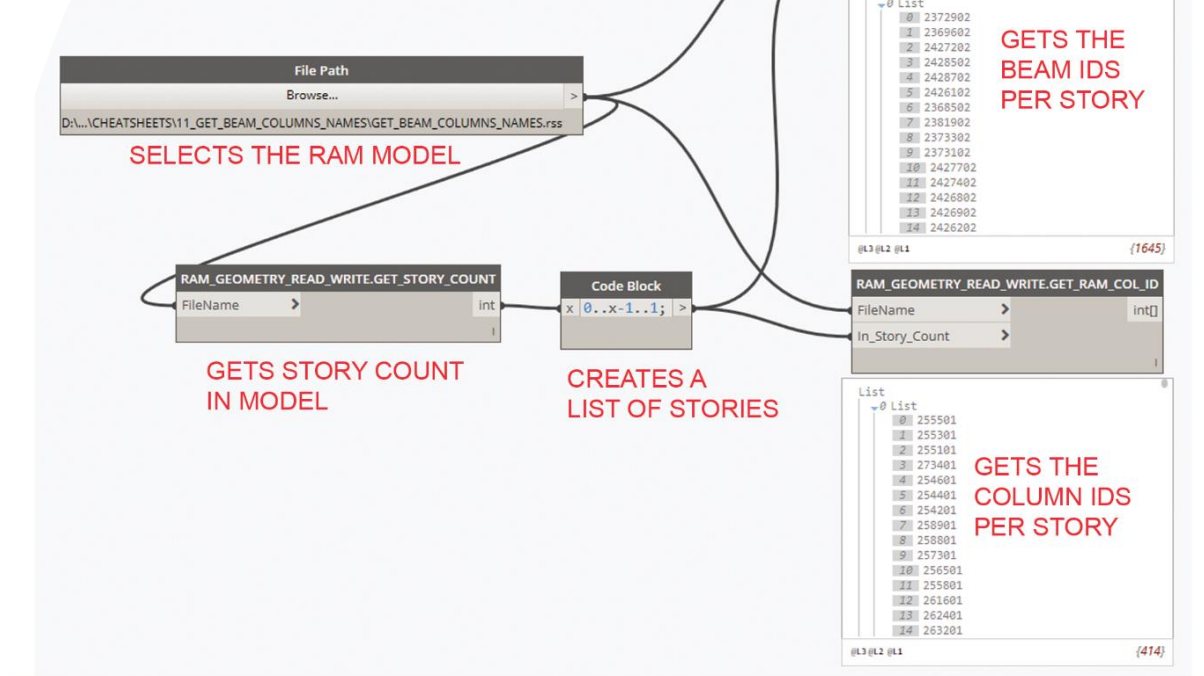 0 List
0 2372902
1 2369602
2 2427202
3 2428502
4 2428702
5 2426102
6 2368502
7 2381902
8 2373302
9 2373102
10 2427702
11 2427402
12 2426802
13 2426902
14 2426202
@L3 @L2 @L1 {1645}
GETS THE
BEAM IDS
PER STORY
File Path
Browse... >
D:\...\CHEATSHEETS\11_GET_BEAM_COLUMNS_NAMES\GET_BEAM_COLUMNS_NAMES.rss
SELECTS THE RAM MODEL
RAM_GEOMETRY_READ_WRITE.GET_STORY_COUNT
FileName > int
GETS STORY COUNT
IN MODEL
Code Block
x 0..x-1..1; >
CREATES A
LIST OF STORIES
RAM_GEOMETRY_READ_WRITE.GET_RAM_COL_ID
FileName > int[]
In_Story_Count >
List
0 List
0 255501
1 255301
2 255101
3 273401
4 254601
5 254401
6 254201
7 258901
8 258801
9 257301
10 256501
11 255801
12 261601
13 262401
14 263201
@L3 @L2 @L1 {414}
GETS THE
COLUMN IDS
PER STORY